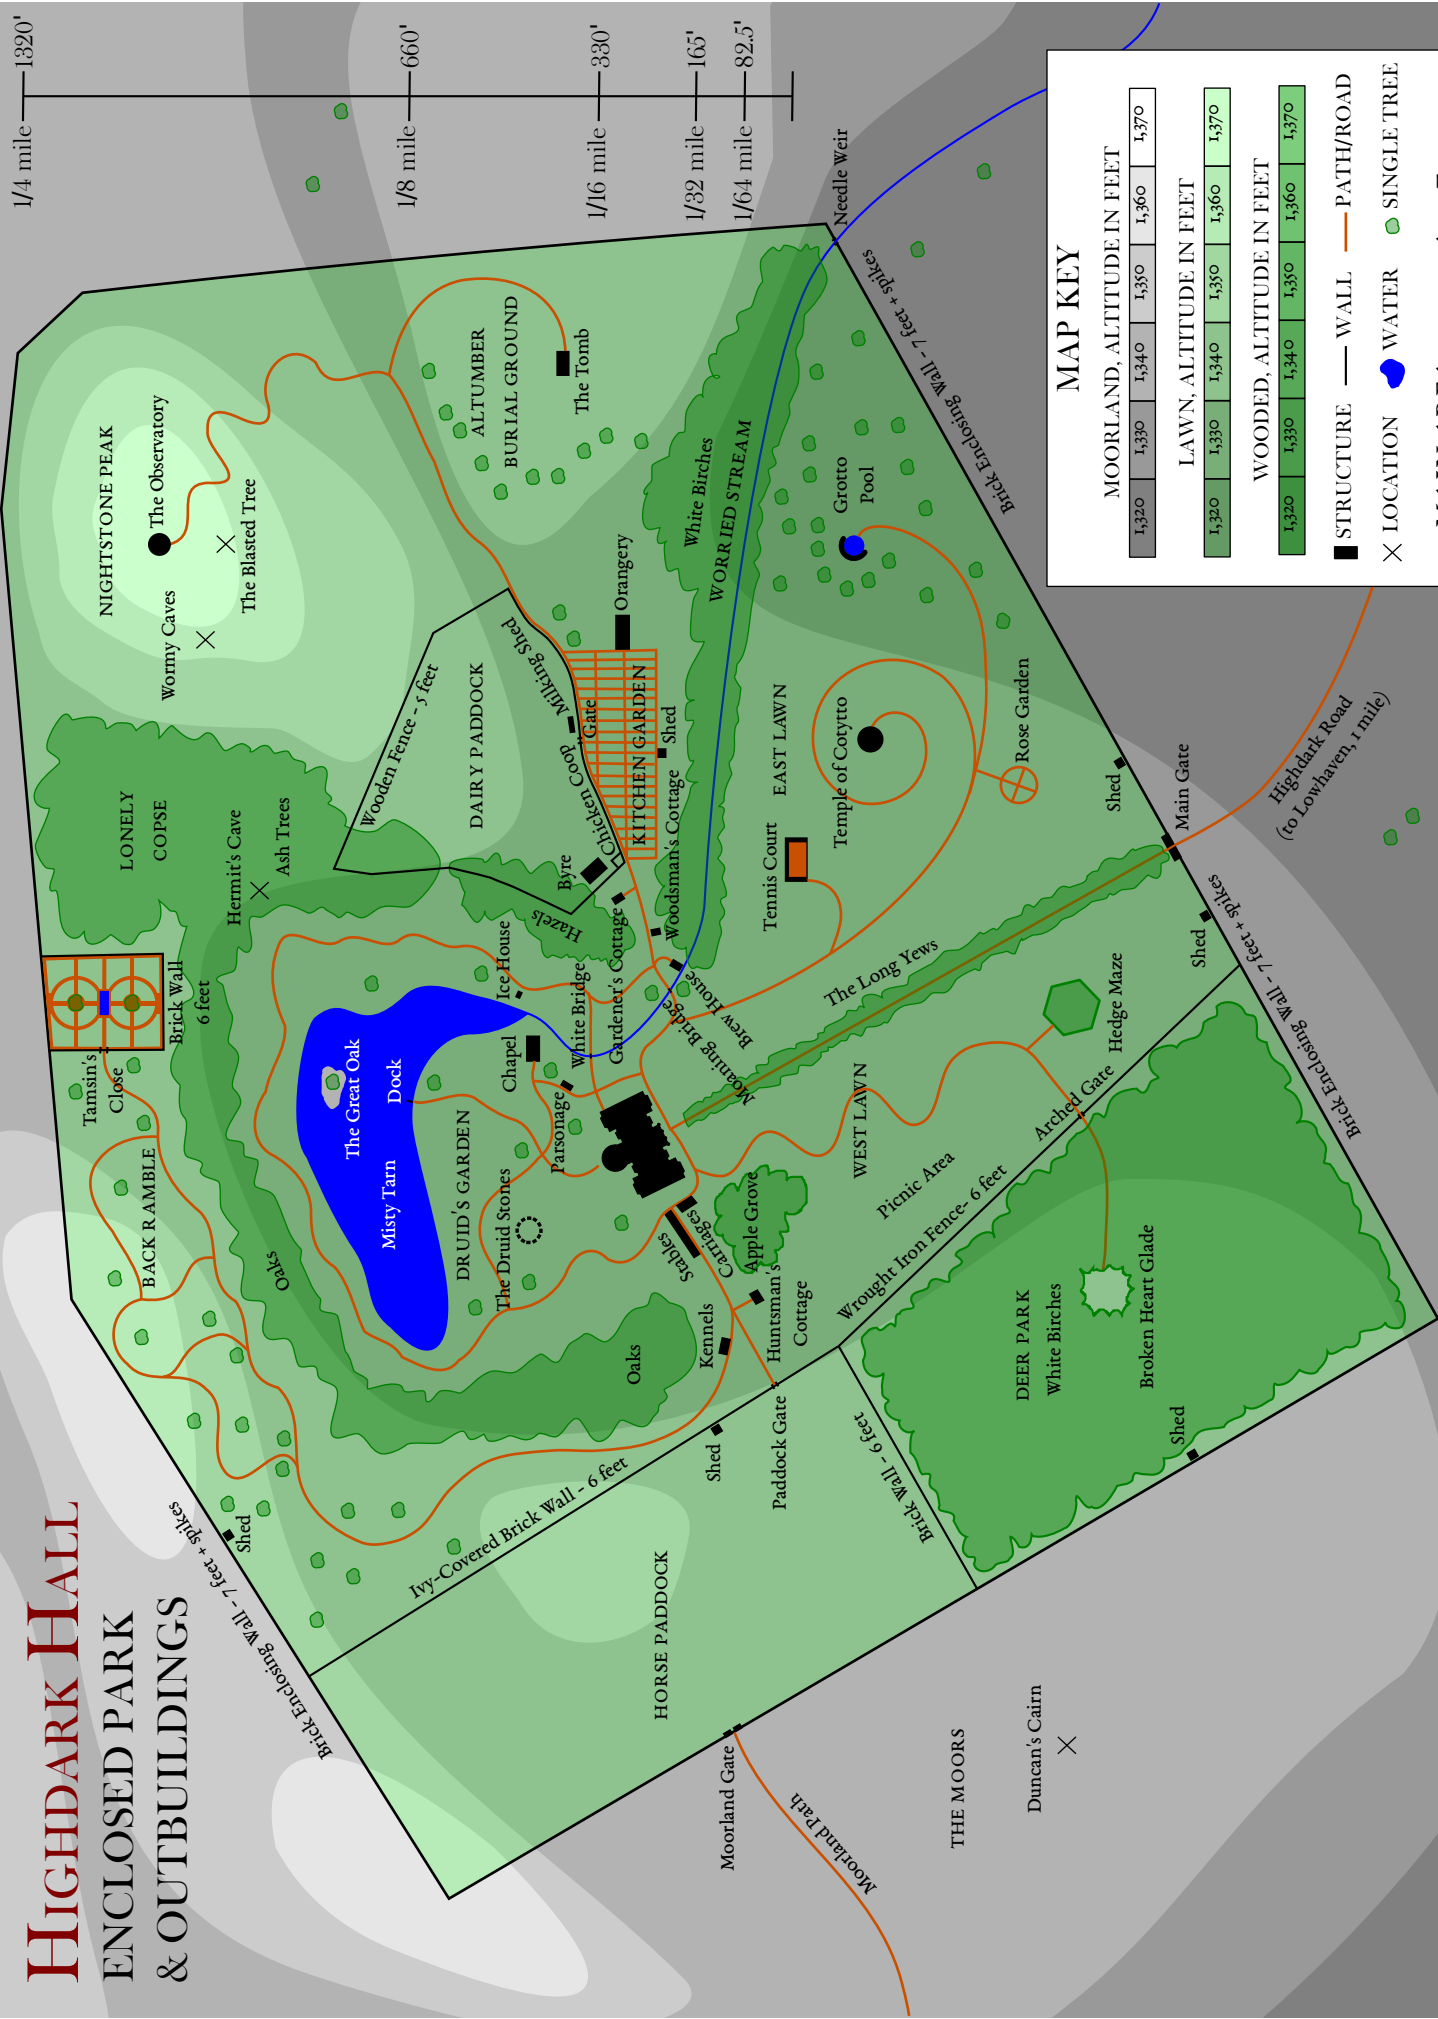 HIGHDARK HALL
ENCLOSED PARK
& OUTBUILDINGS
1/4 mile
1320'
1/8 mile
660'
1/16 mile
330'
1/32 mile
165'
1/64 mile
82.5'
NIGHTSTONE PEAK
The Observatory
Wormy Caves
The Blasted Tree
LONELY
COPSE
Hermit's Cave
Ash Trees
Brick Wall
6 feet
Tamsin's
Close
BACK RAMBLE
Oaks
Shed
Brick Enclosing Wall - 7 feet + spikes
Wooden Fence - 5 feet
DAIRY PADDOCK
Milking Shed
Gate
Chicken Coop
Byre
Hazels
ALTUMBER
BURIAL GROUND
The Tomb
Orangery
KITCHEN GARDEN
Shed
Woodsman's Cottage
Gardener's Cottage
White Bridge
Ice House
Chapel
Parsonage
The Great Oak
Dock
Misty Tarn
DRUID'S GARDEN
The Druid Stones
Brew House
Moaning Bridge
White Birches
WORRIED STREAM
Needle Weir
Grotto
Pool
Brick Enclosing Wall - 7 feet + spikes
EAST LAWN
Temple of Cotytto
Tennis Court
Rose Garden
Shed
Main Gate
Highdark Road
(to Lowhaven, 1 mile)
The Long Yews
Shed
Brick Enclosing Wall - 7 feet + spikes
Hedge Maze
WEST LAWN
Arched Gate
Picnic Area
Wrought Iron Fence- 6 feet
Apple Grove
Carriages
Stables
Huntsman's
Cottage
Kennels
Oaks
Shed
Paddock Gate
Ivy-Covered Brick Wall - 6 feet
Brick Wall - 6 feet
HORSE PADDOCK
DEER PARK
White Birches
Broken Heart Glade
Shed
Moorland Gate
Moorland Path
THE MOORS
Duncan's Cairn
MAP KEY
MOORLAND, ALTITUDE IN FEET
1,320 1,330 1,340 1,350 1,360 1,370
LAWN, ALTITUDE IN FEET
1,320 1,330 1,340 1,350 1,360 1,370
WOODED, ALTITUDE IN FEET
1,320 1,330 1,340 1,350 1,360 1,370
STRUCTURE WALL PATH/ROAD
LOCATION WATER SINGLE TREE